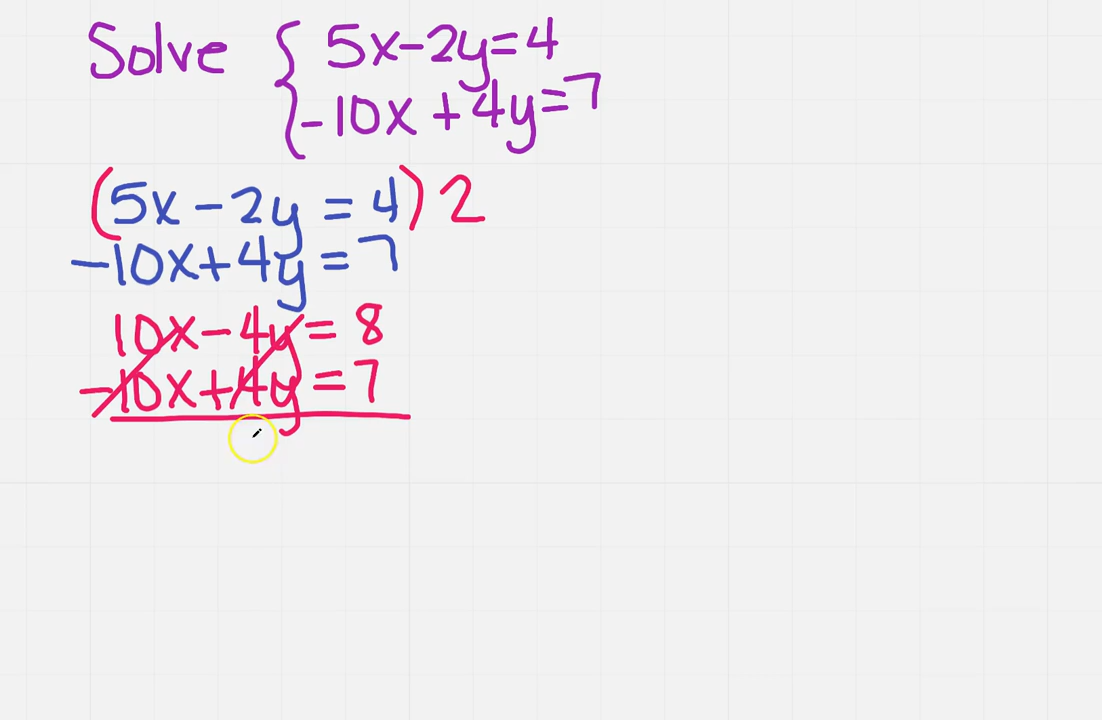 Solve { 5x-2y=4
-10x+4y=7
(5x-2y=4)2
-10x+4y=7
10x-4y=8
-10x+4y=7